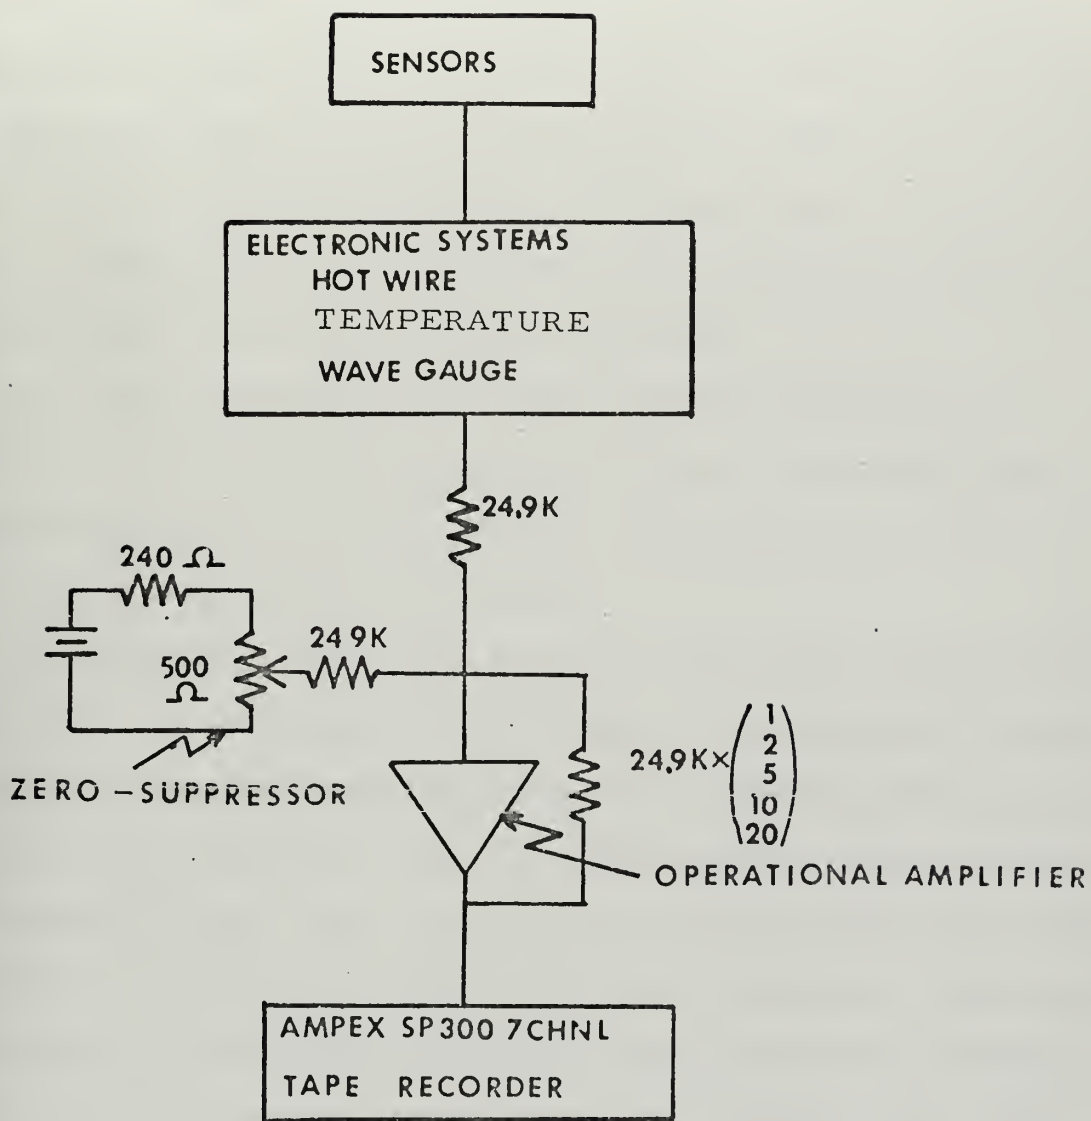 SENSORS
ELECTRONIC SYSTEMS
HOT WIRE
TEMPERATURE
WAVE GAUGE
24.9K
240 Ω
24 9K
500
Ω
ZERO-SUPPRESSOR
24.9K×
1
2
5
10
20
OPERATIONAL AMPLIFIER
AMPEX SP300 7CHNL
TAPE RECORDER